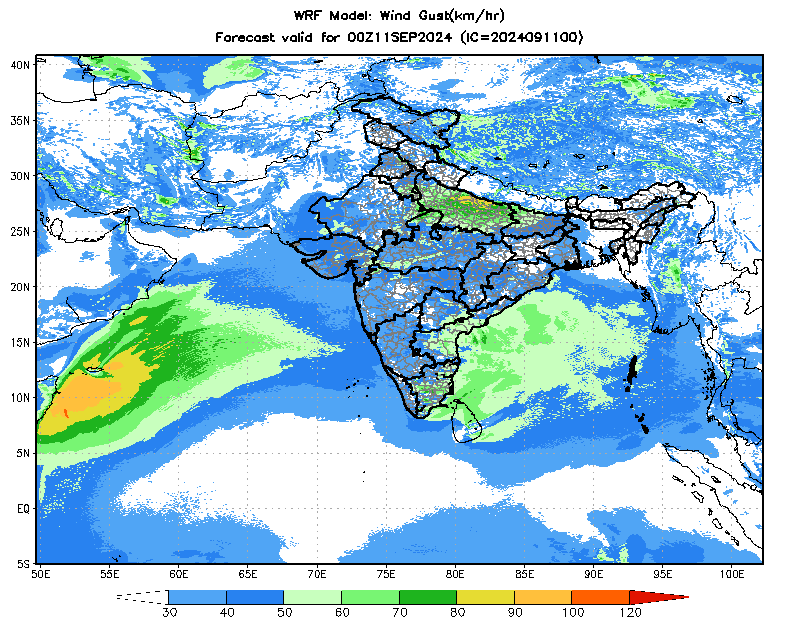 WRF Model: Wind Gust(km/hr)
Forecast valid for 00Z11SEP2024 (IC=2024091100)
40N
35N
30N
25N
20N
15N
10N
5N
EQ
5S
50E 55E 60E 65E 70E 75E 80E 85E 90E 95E 100E
30 40 50 60 70 80 90 100 120